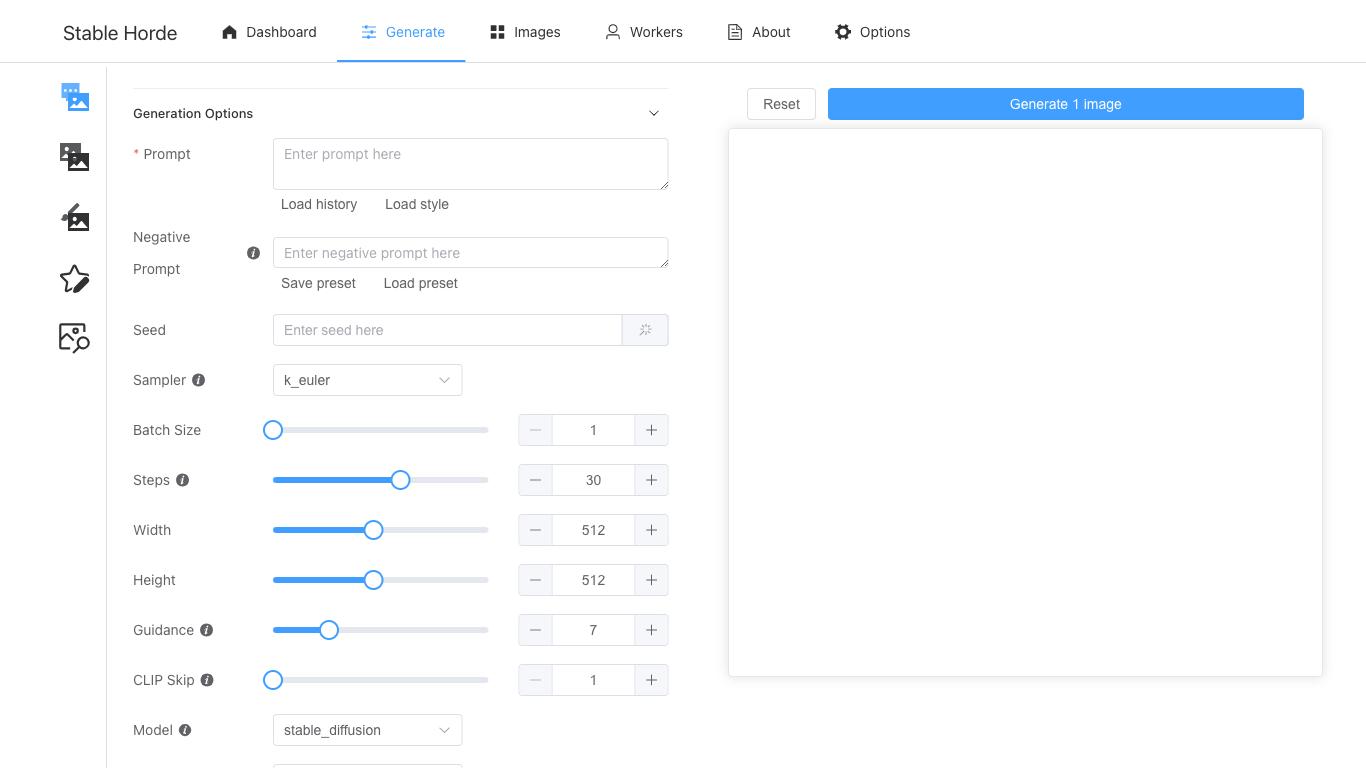 Stable Horde
Dashboard
Generate
Images
Workers
About
Options
Reset
Generate 1 image
Generation Options
* Prompt
Enter prompt here
Load history
Load style
Negative
Prompt
Enter negative prompt here
Save preset
Load preset
Seed
Enter seed here
Sampler
k_euler
Batch Size
1
Steps
30
Width
512
Height
512
Guidance
7
CLIP Skip
1
Model
stable_diffusion